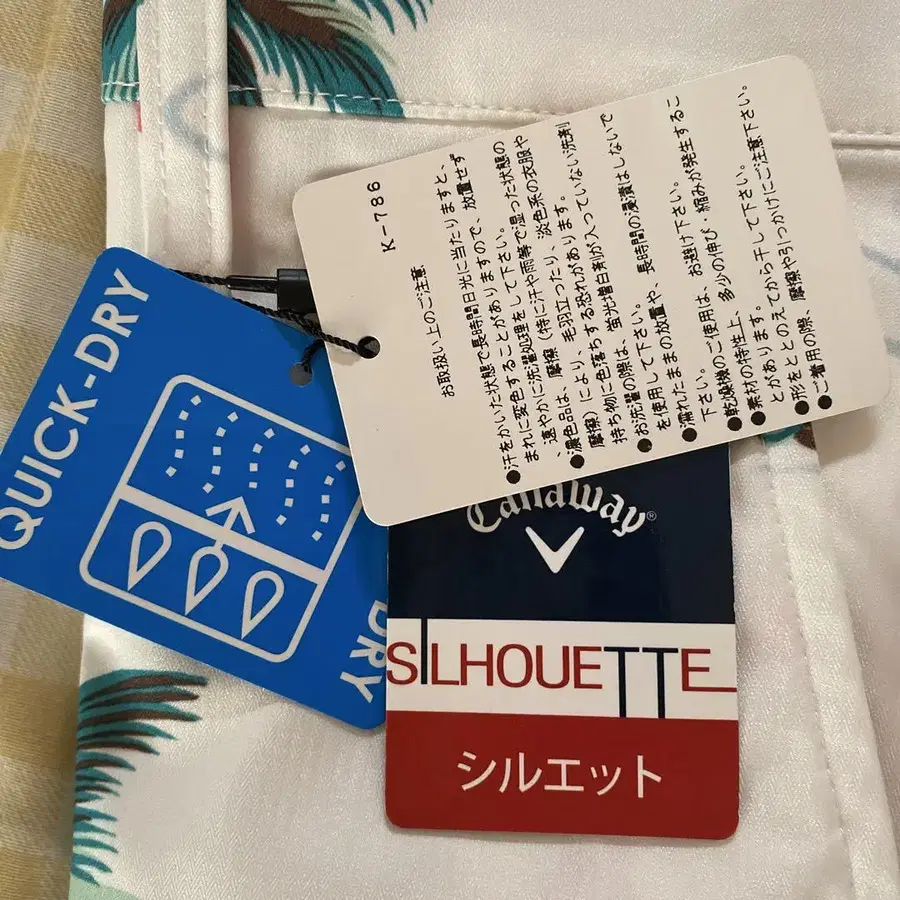 K-786
お取扱い上のご注意
●汗をかいた状態で長時間日光に当たりますと、
まれに変色することがありますので、放置せず
速やかに洗濯処理をして下さい。
●濃色品は、摩擦(特に汗や雨等で湿った状態の
摩擦)により、毛羽立ったり、淡色系の衣服や
持ち物に色落ちする恐れがあります。
●お洗濯の際は、蛍光増白剤が入っていない洗剤
を使用して下さい。
●濡れたままの放置や、長時間の浸漬はしないで
下さい。
●乾燥機のご使用は、お避け下さい。
●素材の特性上、多少の伸び・縮みが発生するこ
とがあります。
●形をととのえてから干して下さい。
●ご着用の際、摩擦や引っかけにご注意下さい。
QUICK-DRY
DRY
Callaway®
SILHOUETTE
シルエット